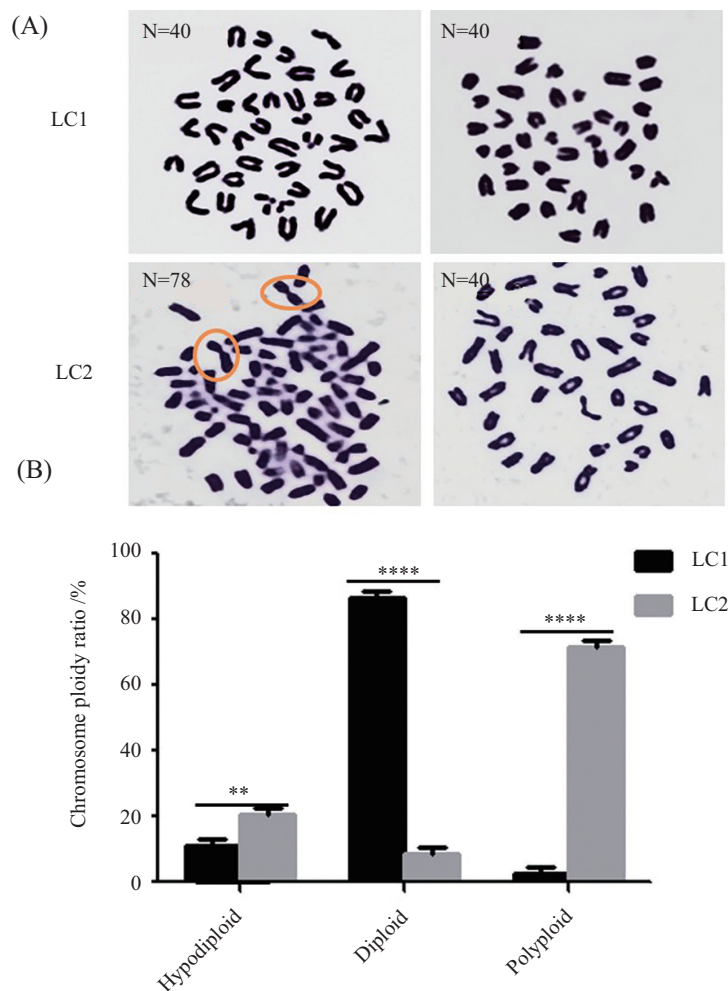 (A)
N=40
N=40
LC1
N=78
N=40
LC2
(B)
100
80
60
40
20
0
Chromosome ploidy ratio /%
**
****
****
LC1
LC2
Hypodiploid
Diploid
Polyploid